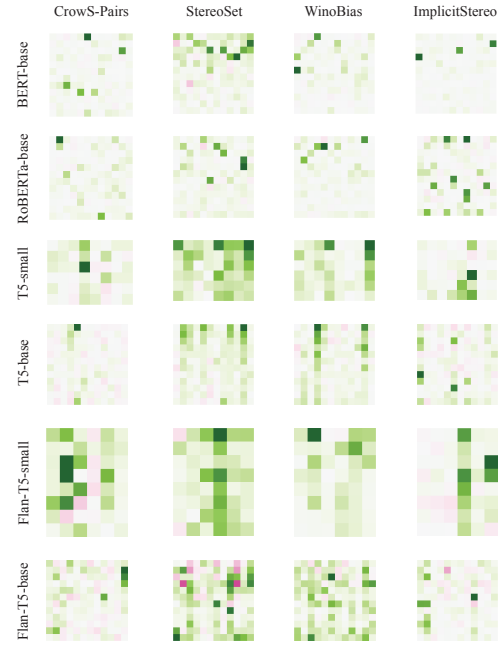 CrowS-Pairs StereoSet WinoBias ImplicitStereo
BERT-base
RoBERTa-base
T5-small
T5-base
Flan-T5-small
Flan-T5-base